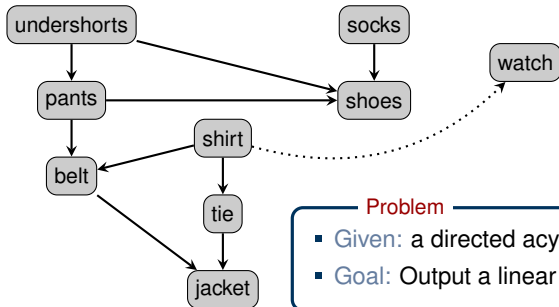 undershorts
socks
watch
pants
shoes
shirt
belt
tie
jacket
Problem
Given: a directed acy
Goal: Output a linear